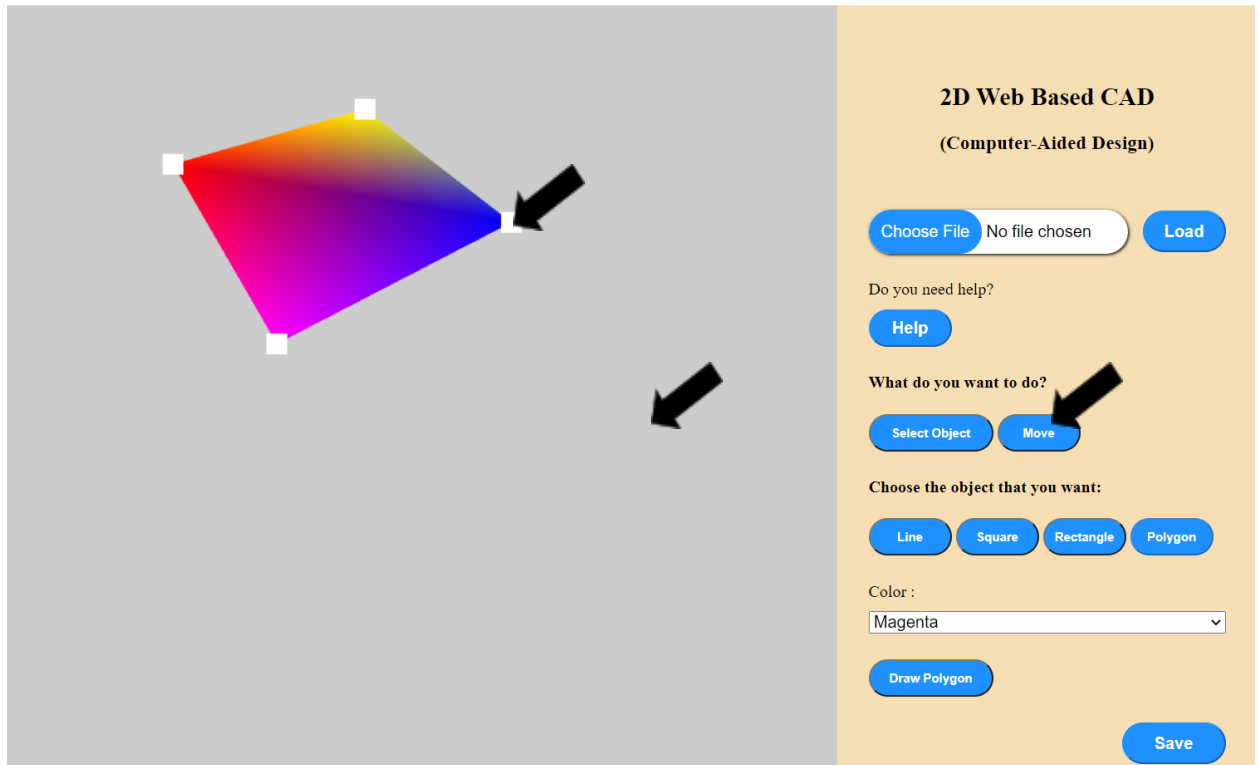 2D Web Based CAD
(Computer-Aided Design)
Choose File No file chosen Load
Do you need help?
Help
What do you want to do?
Select Object Move
Choose the object that you want:
Line Square Rectangle Polygon
Color :
Magenta
Draw Polygon
Save